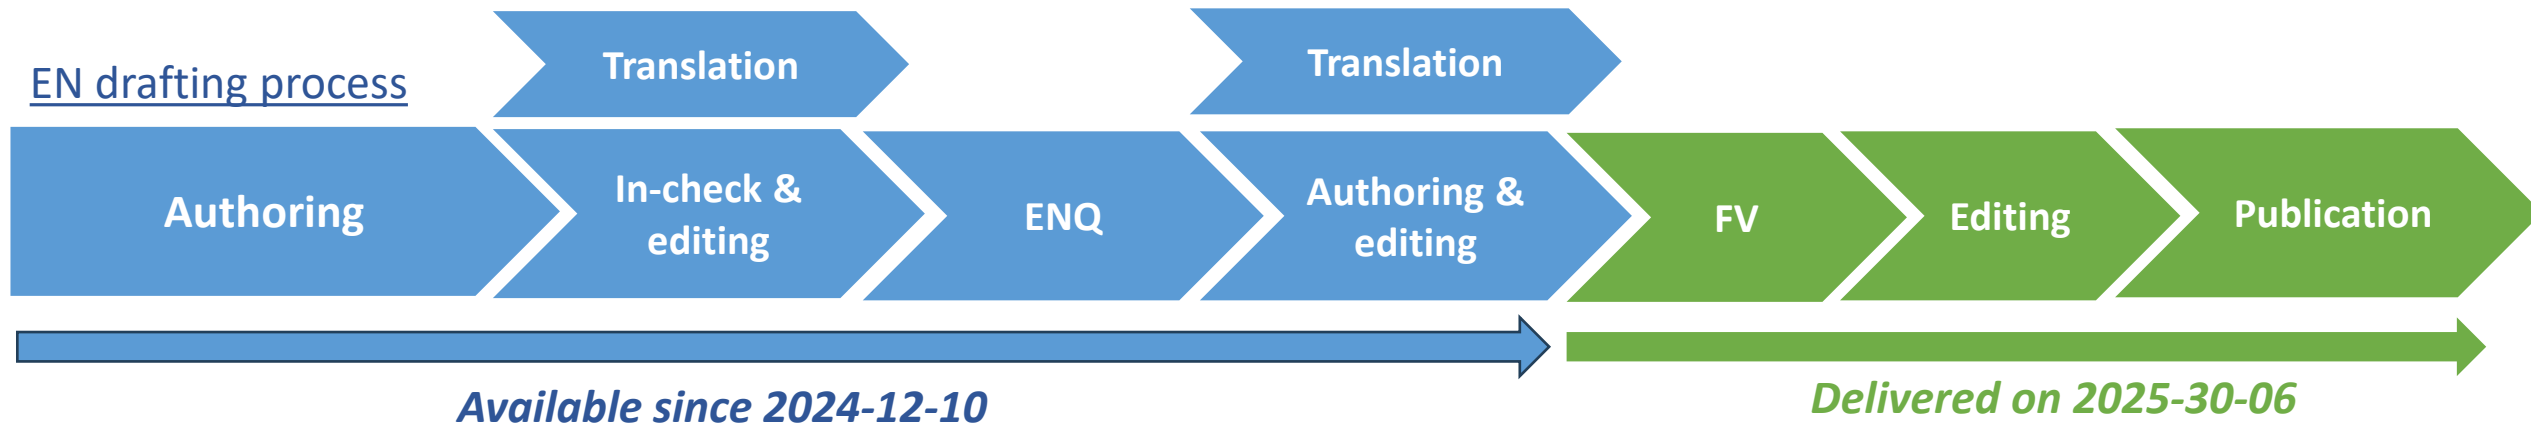 Translation
Translation
EN drafting process
Authoring
In-check &
editing
ENQ
Authoring &
editing
FV
Editing
Publication
Available since 2024-12-10
Delivered on 2025-30-06